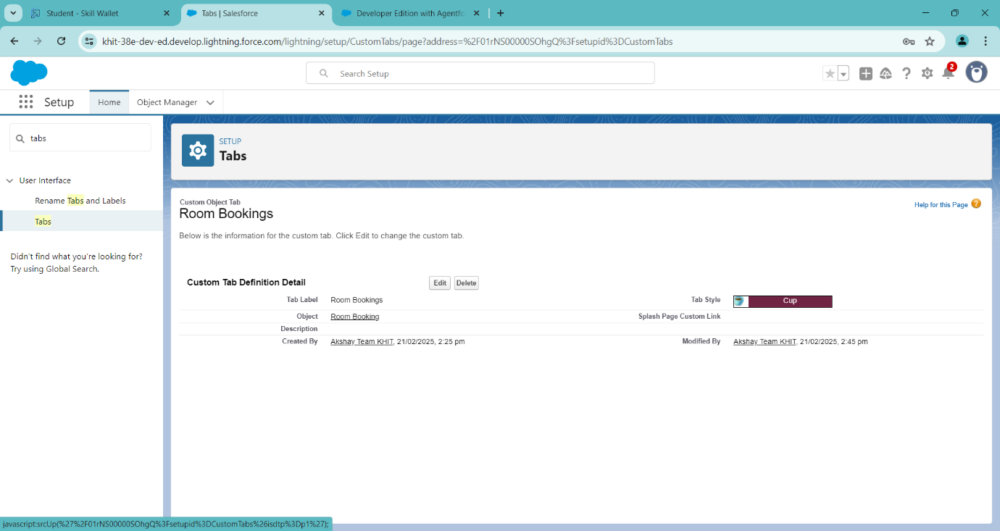 Student - Skill Wallet
Tabs | Salesforce
Developer Edition with Agentfo
khit-38e-dev-ed.develop.lightning.force.com/lightning/setup/CustomTabs/page?address=%2F01rNS00000SOhgQ%3Fsetupid%3DCustomTabs
Search Setup
2
Setup
Home
Object Manager
tabs
SETUP
Tabs
User Interface
Rename Tabs and Labels
Tabs
Didn't find what you're looking for?
Try using Global Search.
Custom Object Tab
Room Bookings
Help for this Page ?
Below is the information for the custom tab. Click Edit to change the custom tab.
Custom Tab Definition Detail Edit Delete
Tab Label Room Bookings Tab Style Cup
Object Room Booking Splash Page Custom Link
Description
Created By Akshay Team KHIT, 21/02/2025, 2:25 pm Modified By Akshay Team KHIT, 21/02/2025, 2:45 pm
javascript:srcUp(%27%2F01rNS00000SOhgQ%3Fsetupid%3DCustomTabs%26isdtp%3Dp1%27);